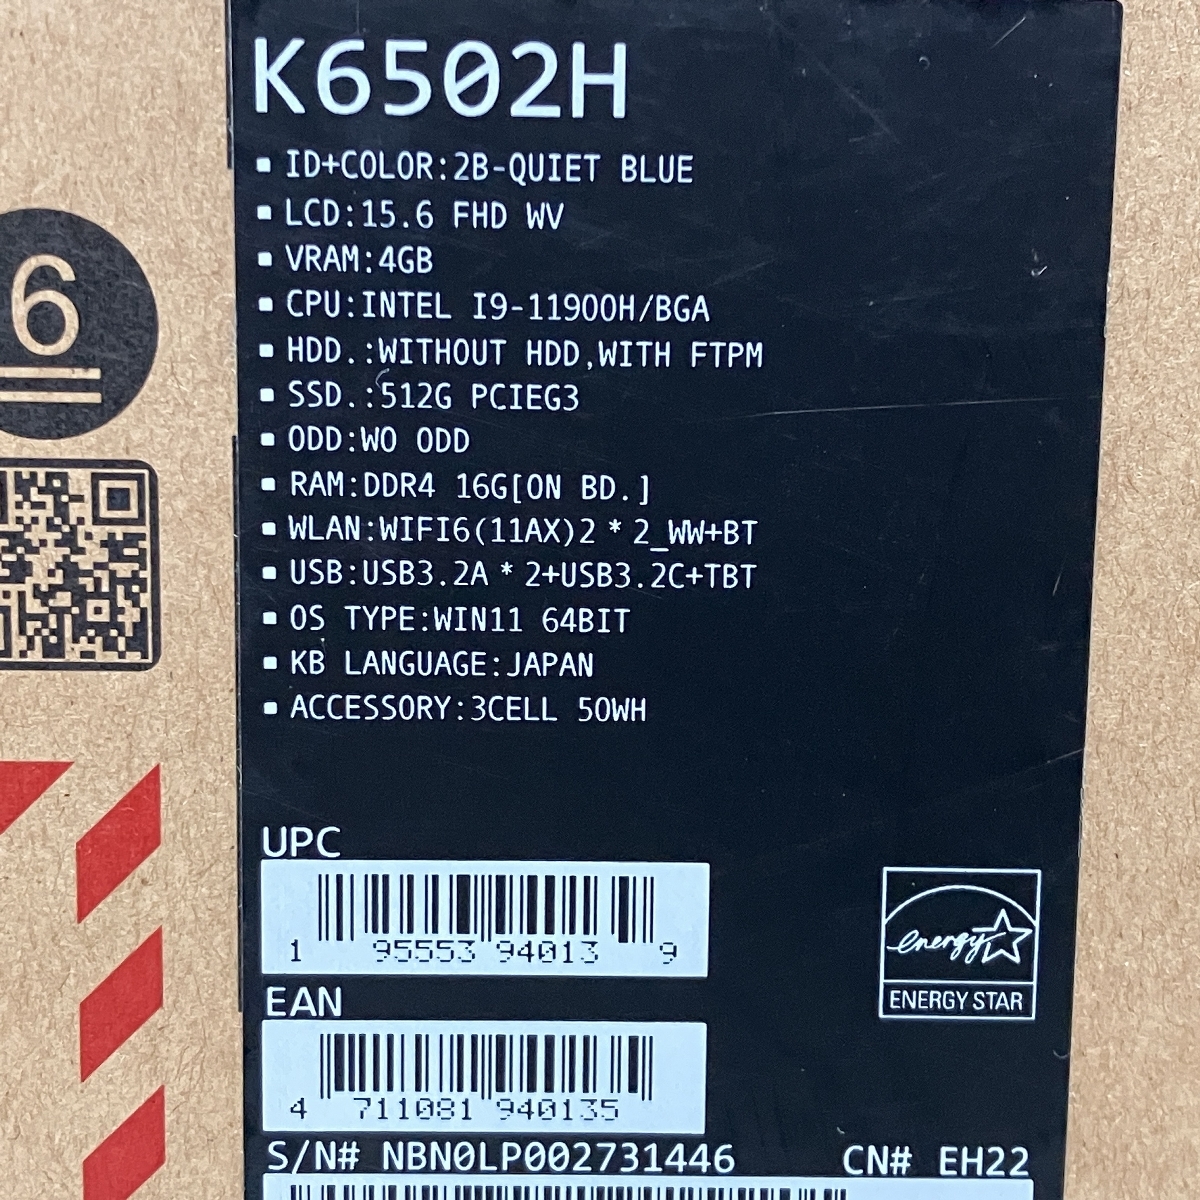 K6502H
▪ ID+COLOR:2B-QUIET BLUE
▪ LCD:15.6 FHD WV
▪ VRAM:4GB
▪ CPU:INTEL I9-11900H/BGA
▪ HDD.:WITHOUT HDD,WITH FTPM
▪ SSD.:512G PCIEG3
▪ ODD:WO ODD
▪ RAM:DDR4 16G[ON BD.]
▪ WLAN:WIFI6(11AX)2*2_WW+BT
▪ USB:USB3.2A*2+USB3.2C+TBT
▪ OS TYPE:WIN11 64BIT
▪ KB LANGUAGE:JAPAN
▪ ACCESSORY:3CELL 50WH
6
UPC
1 95553 94013 9
energy
ENERGY STAR
EAN
4 711081 940135
S/N# NBN0LP002731446 CN# EH22